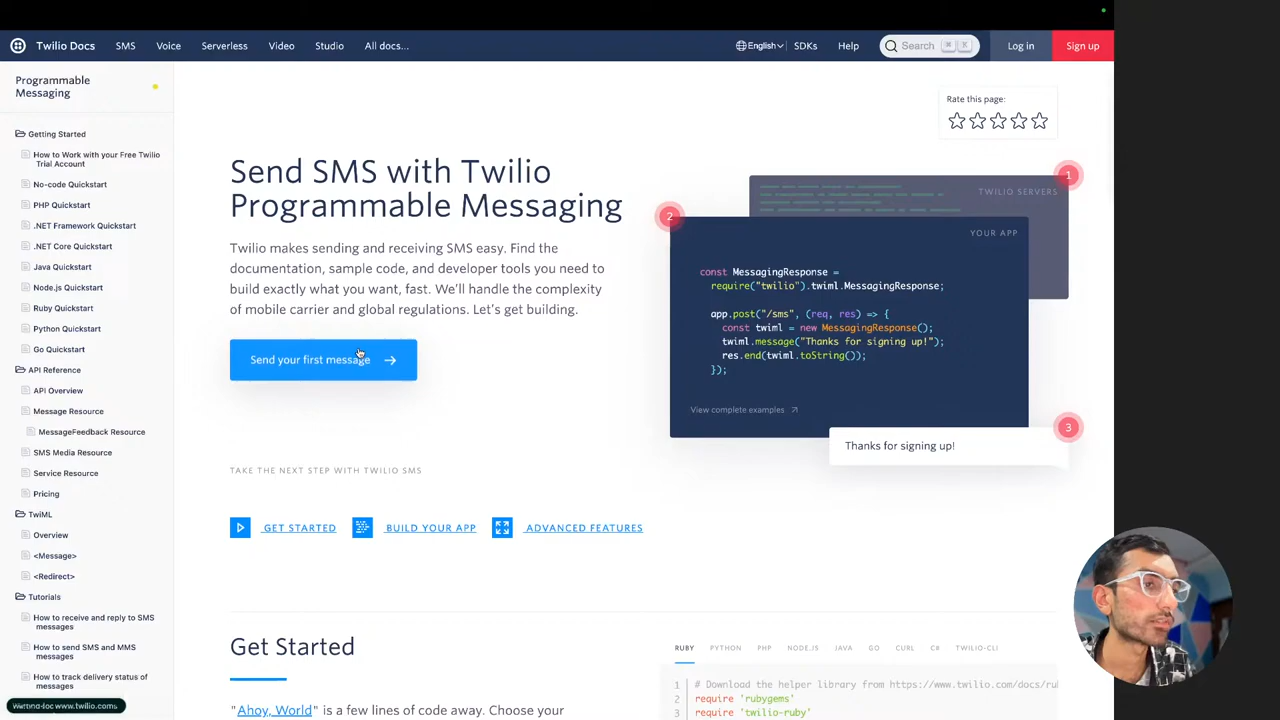 Twilio Docs SMS Voice Serverless Video Studio All docs... English SDKs Help Search ⌘ K Log in Sign up
Programmable
Messaging
Getting Started
How to Work with your Free Twilio
Trial Account
No-code Quickstart
PHP Quickstart
.NET Framework Quickstart
.NET Core Quickstart
Java Quickstart
Node.js Quickstart
Ruby Quickstart
Python Quickstart
Go Quickstart
API Reference
API Overview
Message Resource
MessageFeedback Resource
SMS Media Resource
Service Resource
Pricing
TwiML
Overview
<Message>
<Redirect>
Tutorials
How to receive and reply to SMS
messages
How to send SMS and MMS
messages
How to track delivery status of
messages
www.twilio.com
Rate this page:
Send SMS with Twilio
Programmable Messaging
Twilio makes sending and receiving SMS easy. Find the
documentation, sample code, and developer tools you need to
build exactly what you want, fast. We'll handle the complexity
of mobile carrier and global regulations. Let's get building.
Send your first message
1
TWILIO SERVERS
2
YOUR APP
const MessagingResponse =
require("twilio").twiml.MessagingResponse;
app.post("/sms", (req, res) => {
const twiml = new MessagingResponse();
twiml.message("Thanks for signing up!");
res.end(twiml.toString());
});
View complete examples
3
Thanks for signing up!
TAKE THE NEXT STEP WITH TWILIO SMS
GET STARTED BUILD YOUR APP ADVANCED FEATURES
Get Started
"Ahoy, World" is a few lines of code away. Choose your
RUBY PYTHON PHP NODE.JS JAVA GO CURL C# TWILIO-CLI
1 # Download the helper library from https://www.twilio.com/docs/ru
2 require 'rubygems'
3 require 'twilio-ruby'